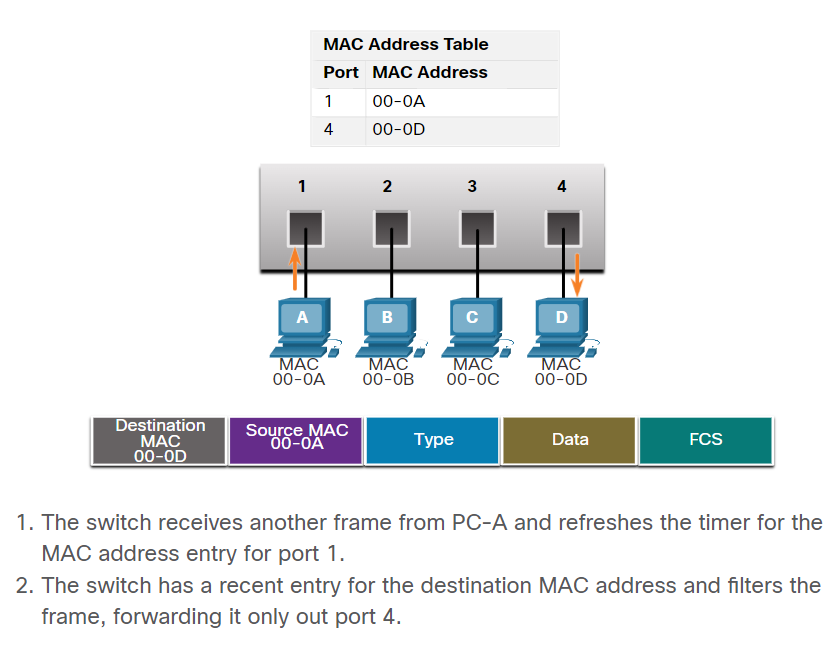 MAC Address Table
Port MAC Address
1 00-0A
4 00-0D
1 2 3 4
A B C D
MAC MAC MAC MAC
00-0A 00-0B 00-0C 00-0D
Destination
MAC
00-0D
Source MAC
00-0A
Type
Data
FCS
1. The switch receives another frame from PC-A and refreshes the timer for the
MAC address entry for port 1.
2. The switch has a recent entry for the destination MAC address and filters the
frame, forwarding it only out port 4.